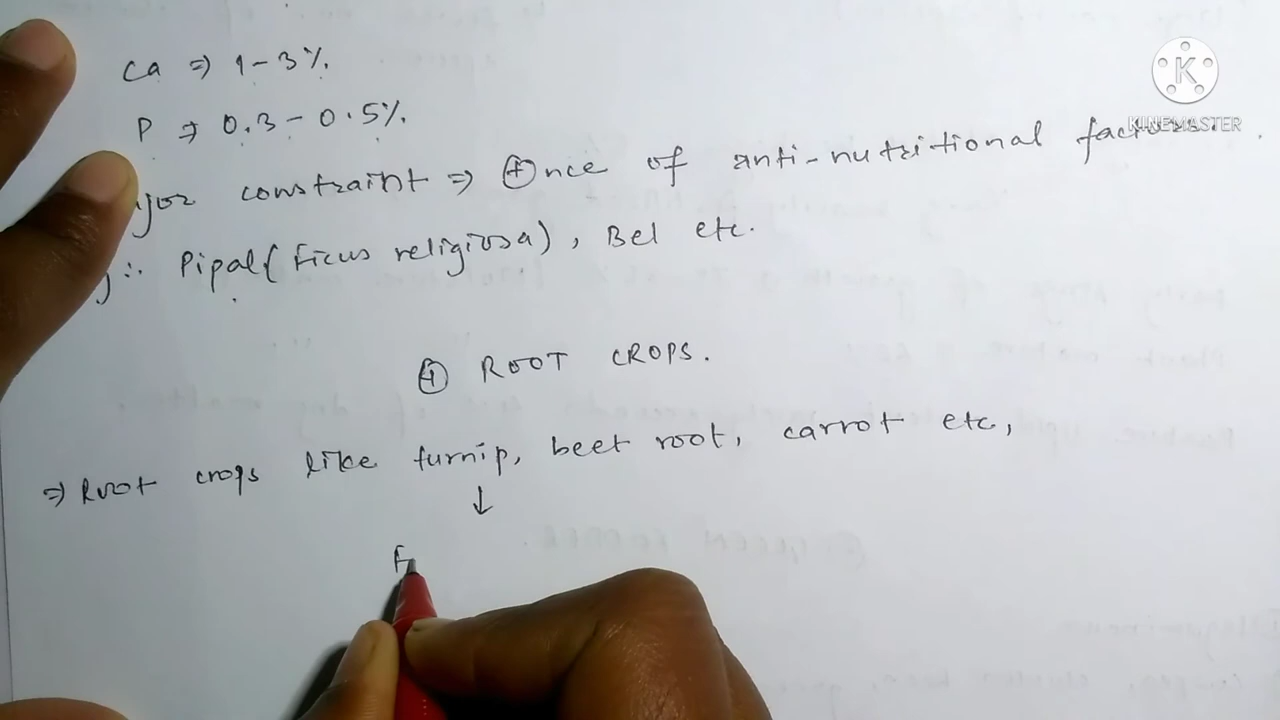 Ca ⇒ 1-3%.
P ⇒ 0.3 - 0.5%.
jor constraint ⇒ ⊕nce of anti-nutritional factors.
∴ Pipal (Ficus religiosa), Bel etc.
ROOT CROPS.
⇒ Root crops like turnip, beet root, carrot etc,
↓
F
K
KINEMASTER